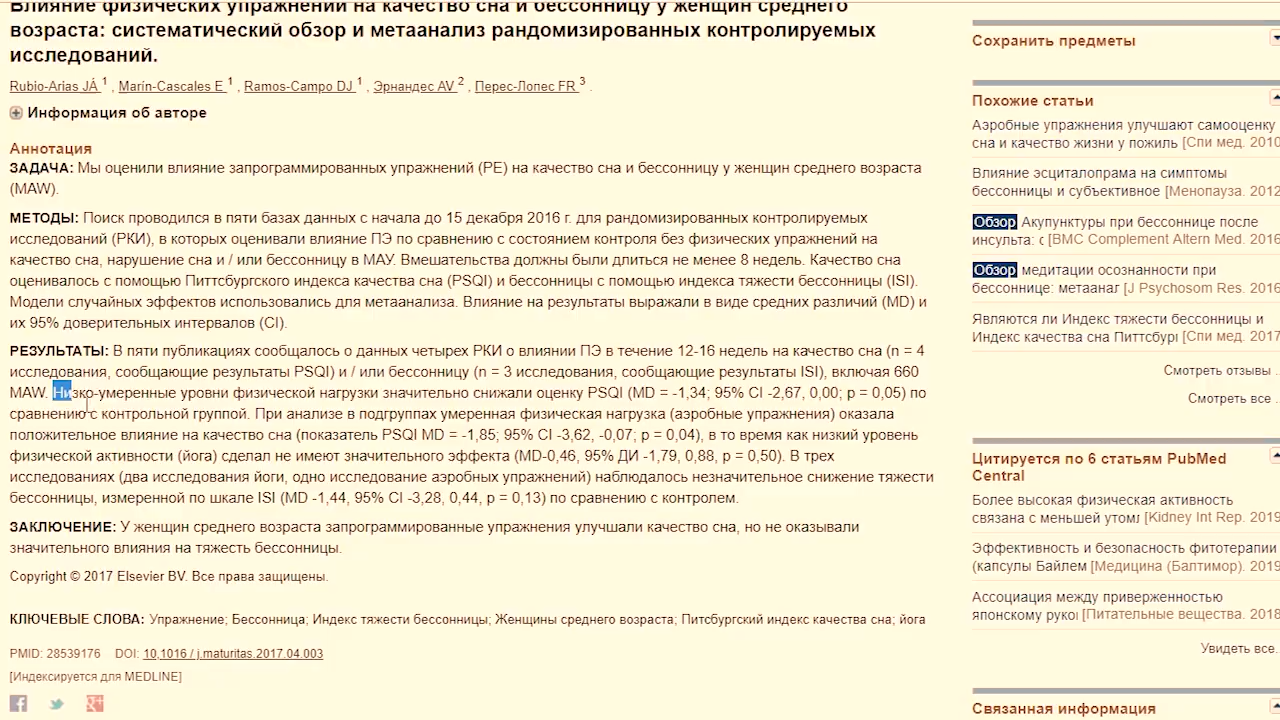 Влияние физических упражнений на качество сна и бессонницу у женщин среднего
возраста: систематический обзор и метаанализ рандомизированных контролируемых
исследований.
Rubio-Arias JÁ 1 , Marín-Cascales E 1 , Ramos-Campo DJ 1 , Эрнандес AV 2 , Перес-Лопес FR 3 .
Информация об авторе
Аннотация
ЗАДАЧА: Мы оценили влияние запрограммированных упражнений (PE) на качество сна и бессонницу у женщин среднего возраста
(MAW).
МЕТОДЫ: Поиск проводился в пяти базах данных с начала до 15 декабря 2016 г. для рандомизированных контролируемых
исследований (РКИ), в которых оценивали влияние ПЭ по сравнению с состоянием контроля без физических упражнений на
качество сна, нарушение сна и / или бессонницу в МАУ. Вмешательства должны были длиться не менее 8 недель. Качество сна
оценивалось с помощью Питтсбургского индекса качества сна (PSQI) и бессонницы с помощью индекса тяжести бессонницы (ISI).
Модели случайных эффектов использовались для метаанализа. Влияние на результаты выражали в виде средних различий (MD) и
их 95% доверительных интервалов (CI).
РЕЗУЛЬТАТЫ: В пяти публикациях сообщалось о данных четырех РКИ о влиянии ПЭ в течение 12-16 недель на качество сна (n = 4
исследования, сообщающие результаты PSQI) и / или бессонницу (n = 3 исследования, сообщающие результаты ISI), включая 660
MAW. Низко-умеренные уровни физической нагрузки значительно снижали оценку PSQI (MD = -1,34; 95% CI -2,67, 0,00; p = 0,05) по
сравнению с контрольной группой. При анализе в подгруппах умеренная физическая нагрузка (аэробные упражнения) оказала
положительное влияние на качество сна (показатель PSQI MD = -1,85; 95% CI -3,62, -0,07; p = 0,04), в то время как низкий уровень
физической активности (йога) сделал не имеют значительного эффекта (MD-0,46, 95% ДИ -1,79, 0,88, p = 0,50). В трех
исследованиях (два исследования йоги, одно исследование аэробных упражнений) наблюдалось незначительное снижение тяжести
бессонницы, измеренной по шкале ISI (MD -1,44, 95% CI -3,28, 0,44, p = 0,13) по сравнению с контролем.
ЗАКЛЮЧЕНИЕ: У женщин среднего возраста запрограммированные упражнения улучшали качество сна, но не оказывали
значительного влияния на тяжесть бессонницы.
Copyright © 2017 Elsevier BV. Все права защищены.
КЛЮЧЕВЫЕ СЛОВА: Упражнение; Бессонница; Индекс тяжести бессонницы; Женщины среднего возраста; Питсбургский индекс качества сна; йога
PMID: 28539176 DOI: 10,1016 / j.maturitas.2017.04.003
[Индексируется для MEDLINE]
Сохранить предметы
Похожие статьи
Аэробные упражнения улучшают самооценку
сна и качество жизни у пожиль [Спи мед. 2010
Влияние эсциталопрама на симптомы
бессонницы и субъективное [Менопауза. 2012
Обзор Акупунктуры при бессоннице после
инсульта: с [BMC Complement Altern Med. 2016
Обзор медитации осознанности при
бессоннице: метаанаг [J Psychosom Res. 2016
Являются ли Индекс тяжести бессонницы и
Индекс качества сна Питтсбург [Спи мед. 2017
Смотреть отзывы ..
Смотреть все ..
Цитируется по 6 статьям PubMed
Central
Более высокая физическая активность
связана с меньшей утомл [Kidney Int Rep. 2019
Эффективность и безопасность фитотерапии
(капсулы Байлем [Медицина (Балтимор). 2019
Ассоциация между приверженностью
японскому руко [Питательные вещества. 2018
Увидеть все.
Связанная информация